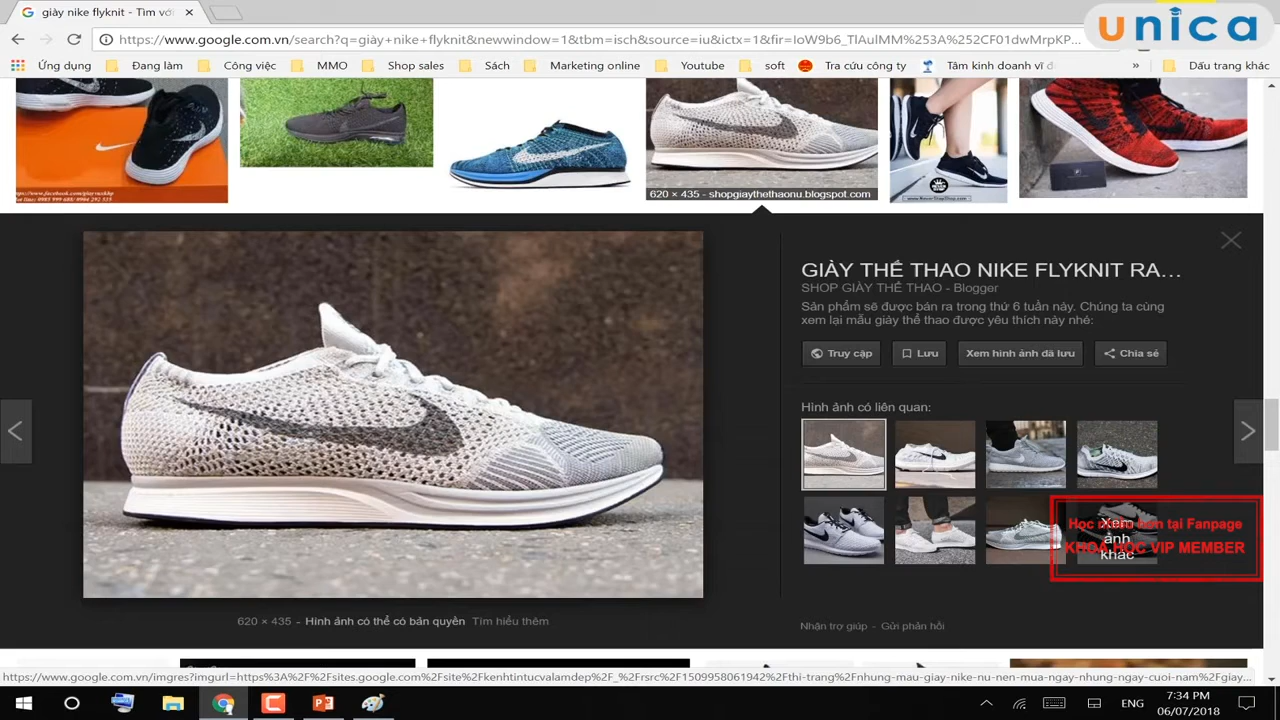 giày nike flyknit - Tìm với
unica
https://www.google.com.vn/search?q=giày+nike+flyknit&newwindow=1&tbm=isch&source=iu&ictx=1&fir=IoW9b6_TlAulMM%253A%252CF01dwMrpKP...
Ứng dụng
Đang làm
Công việc
MMO
Shop sales
Sách
Marketing online
Youtube
soft
Tra cứu công ty
Tâm kinh doanh vĩ đ
»
Dấu trang khác
620 × 435 - shopgiaythethaonu.blogspot.com
GIÀY THỂ THAO NIKE FLYKNIT RA...
SHOP GIÀY THỂ THAO - Blogger
Sản phẩm sẽ được bán ra trong thứ 6 tuần này. Chúng ta cùng
xem lại mẫu giày thể thao được yêu thích này nhé:
Truy cập
Lưu
Xem hình ảnh đã lưu
Chia sẻ
Hình ảnh có liên quan:
Xem
ảnh
khác
Học nhiều hơn tại Fanpage
KHOÁ HỌC VIP MEMBER
620 × 435 - Hình ảnh có thể có bản quyền Tìm hiểu thêm
Nhận trợ giúp - Gửi phản hồi
https://www.google.com.vn/imgres?imgurl=https%3A%2F%2Fsites.google.com%2Fsite%2Fkenhtintucvalamdep%2F_%2Frsrc%2F1509958061942%2Fthi-trang%2Fnhung-mau-giay-nike-nu-nen-mua-ngay-nhung-ngay-cuoi-nam%2Fgiay...
ENG
7:34 PM
06/07/2018